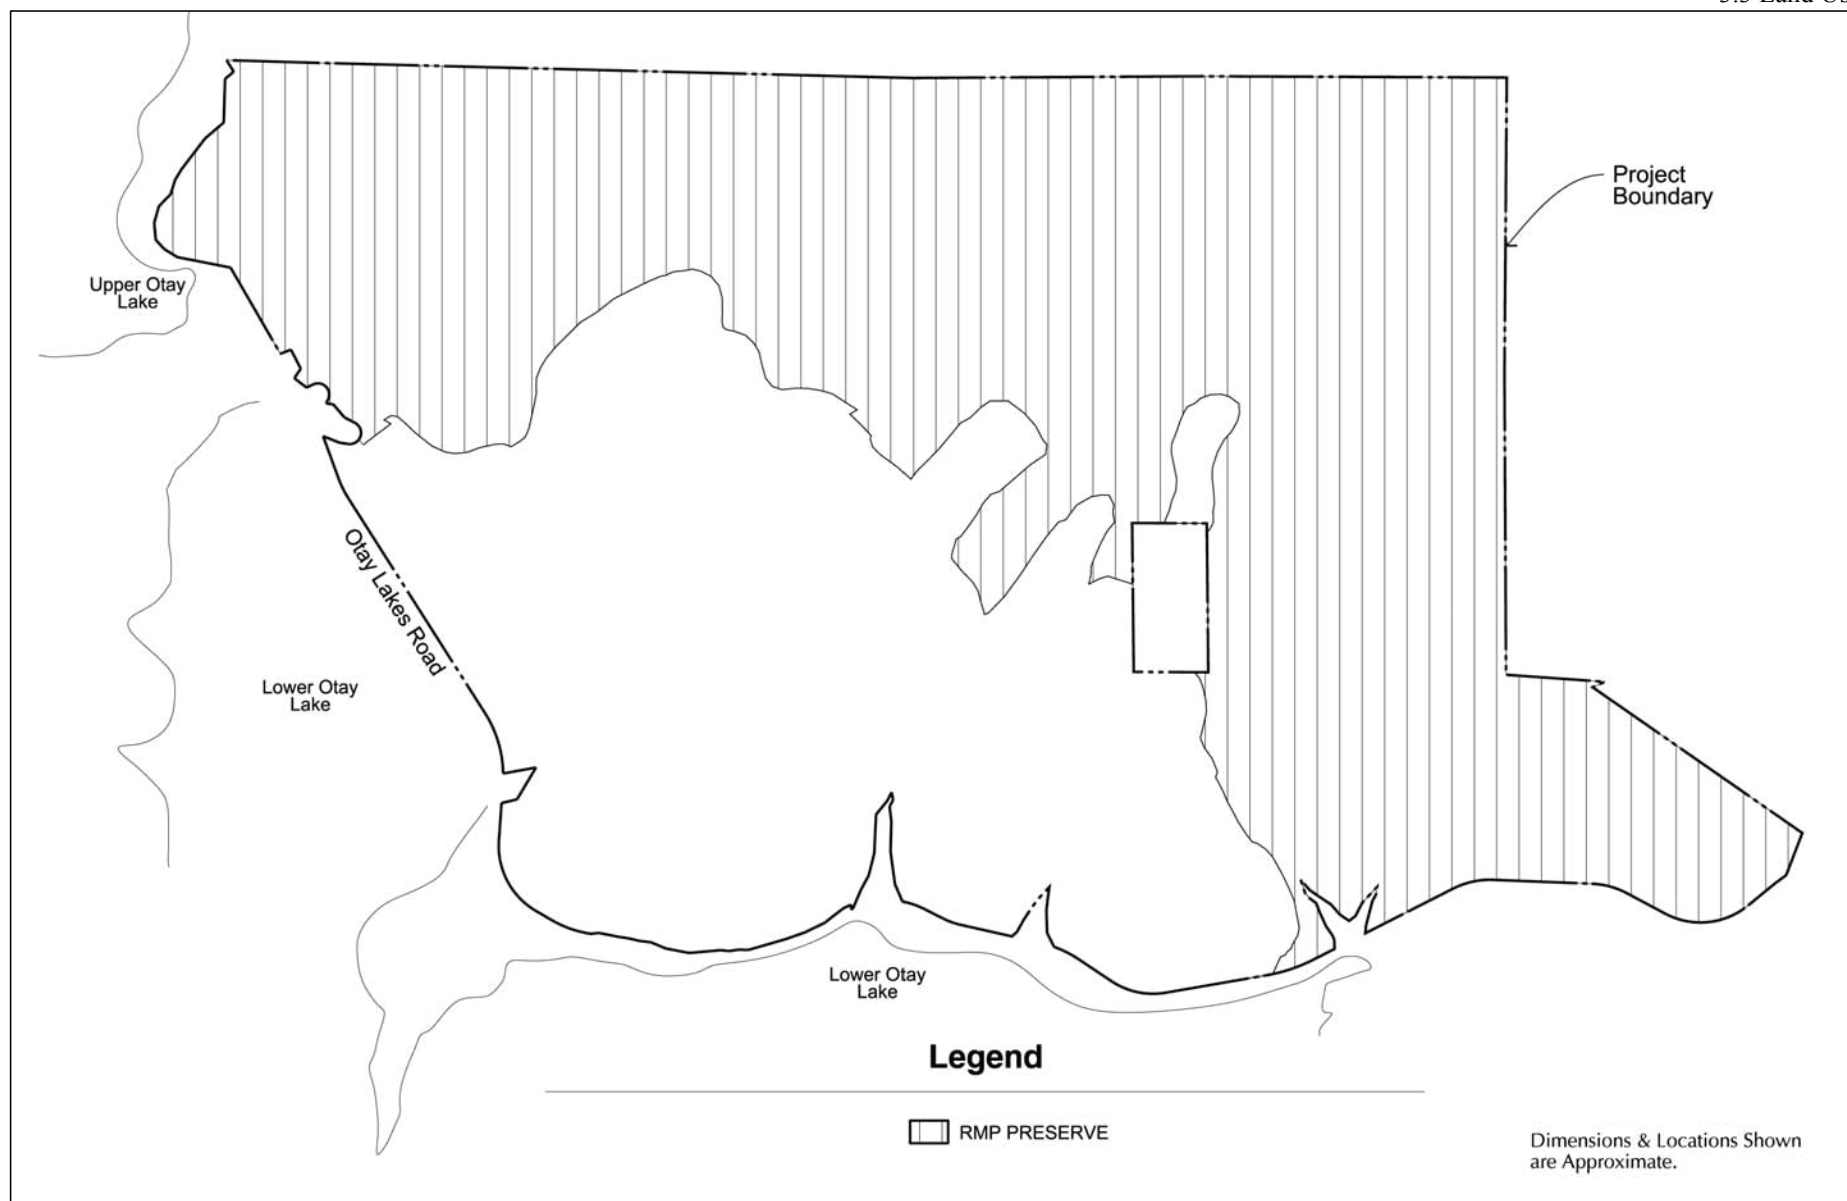 Project
Boundary
Upper Otay
Lake
Otay Lakes Road
Lower Otay
Lake
Lower Otay
Lake
Legend
RMP PRESERVE
Dimensions & Locations Shown
are Approximate.